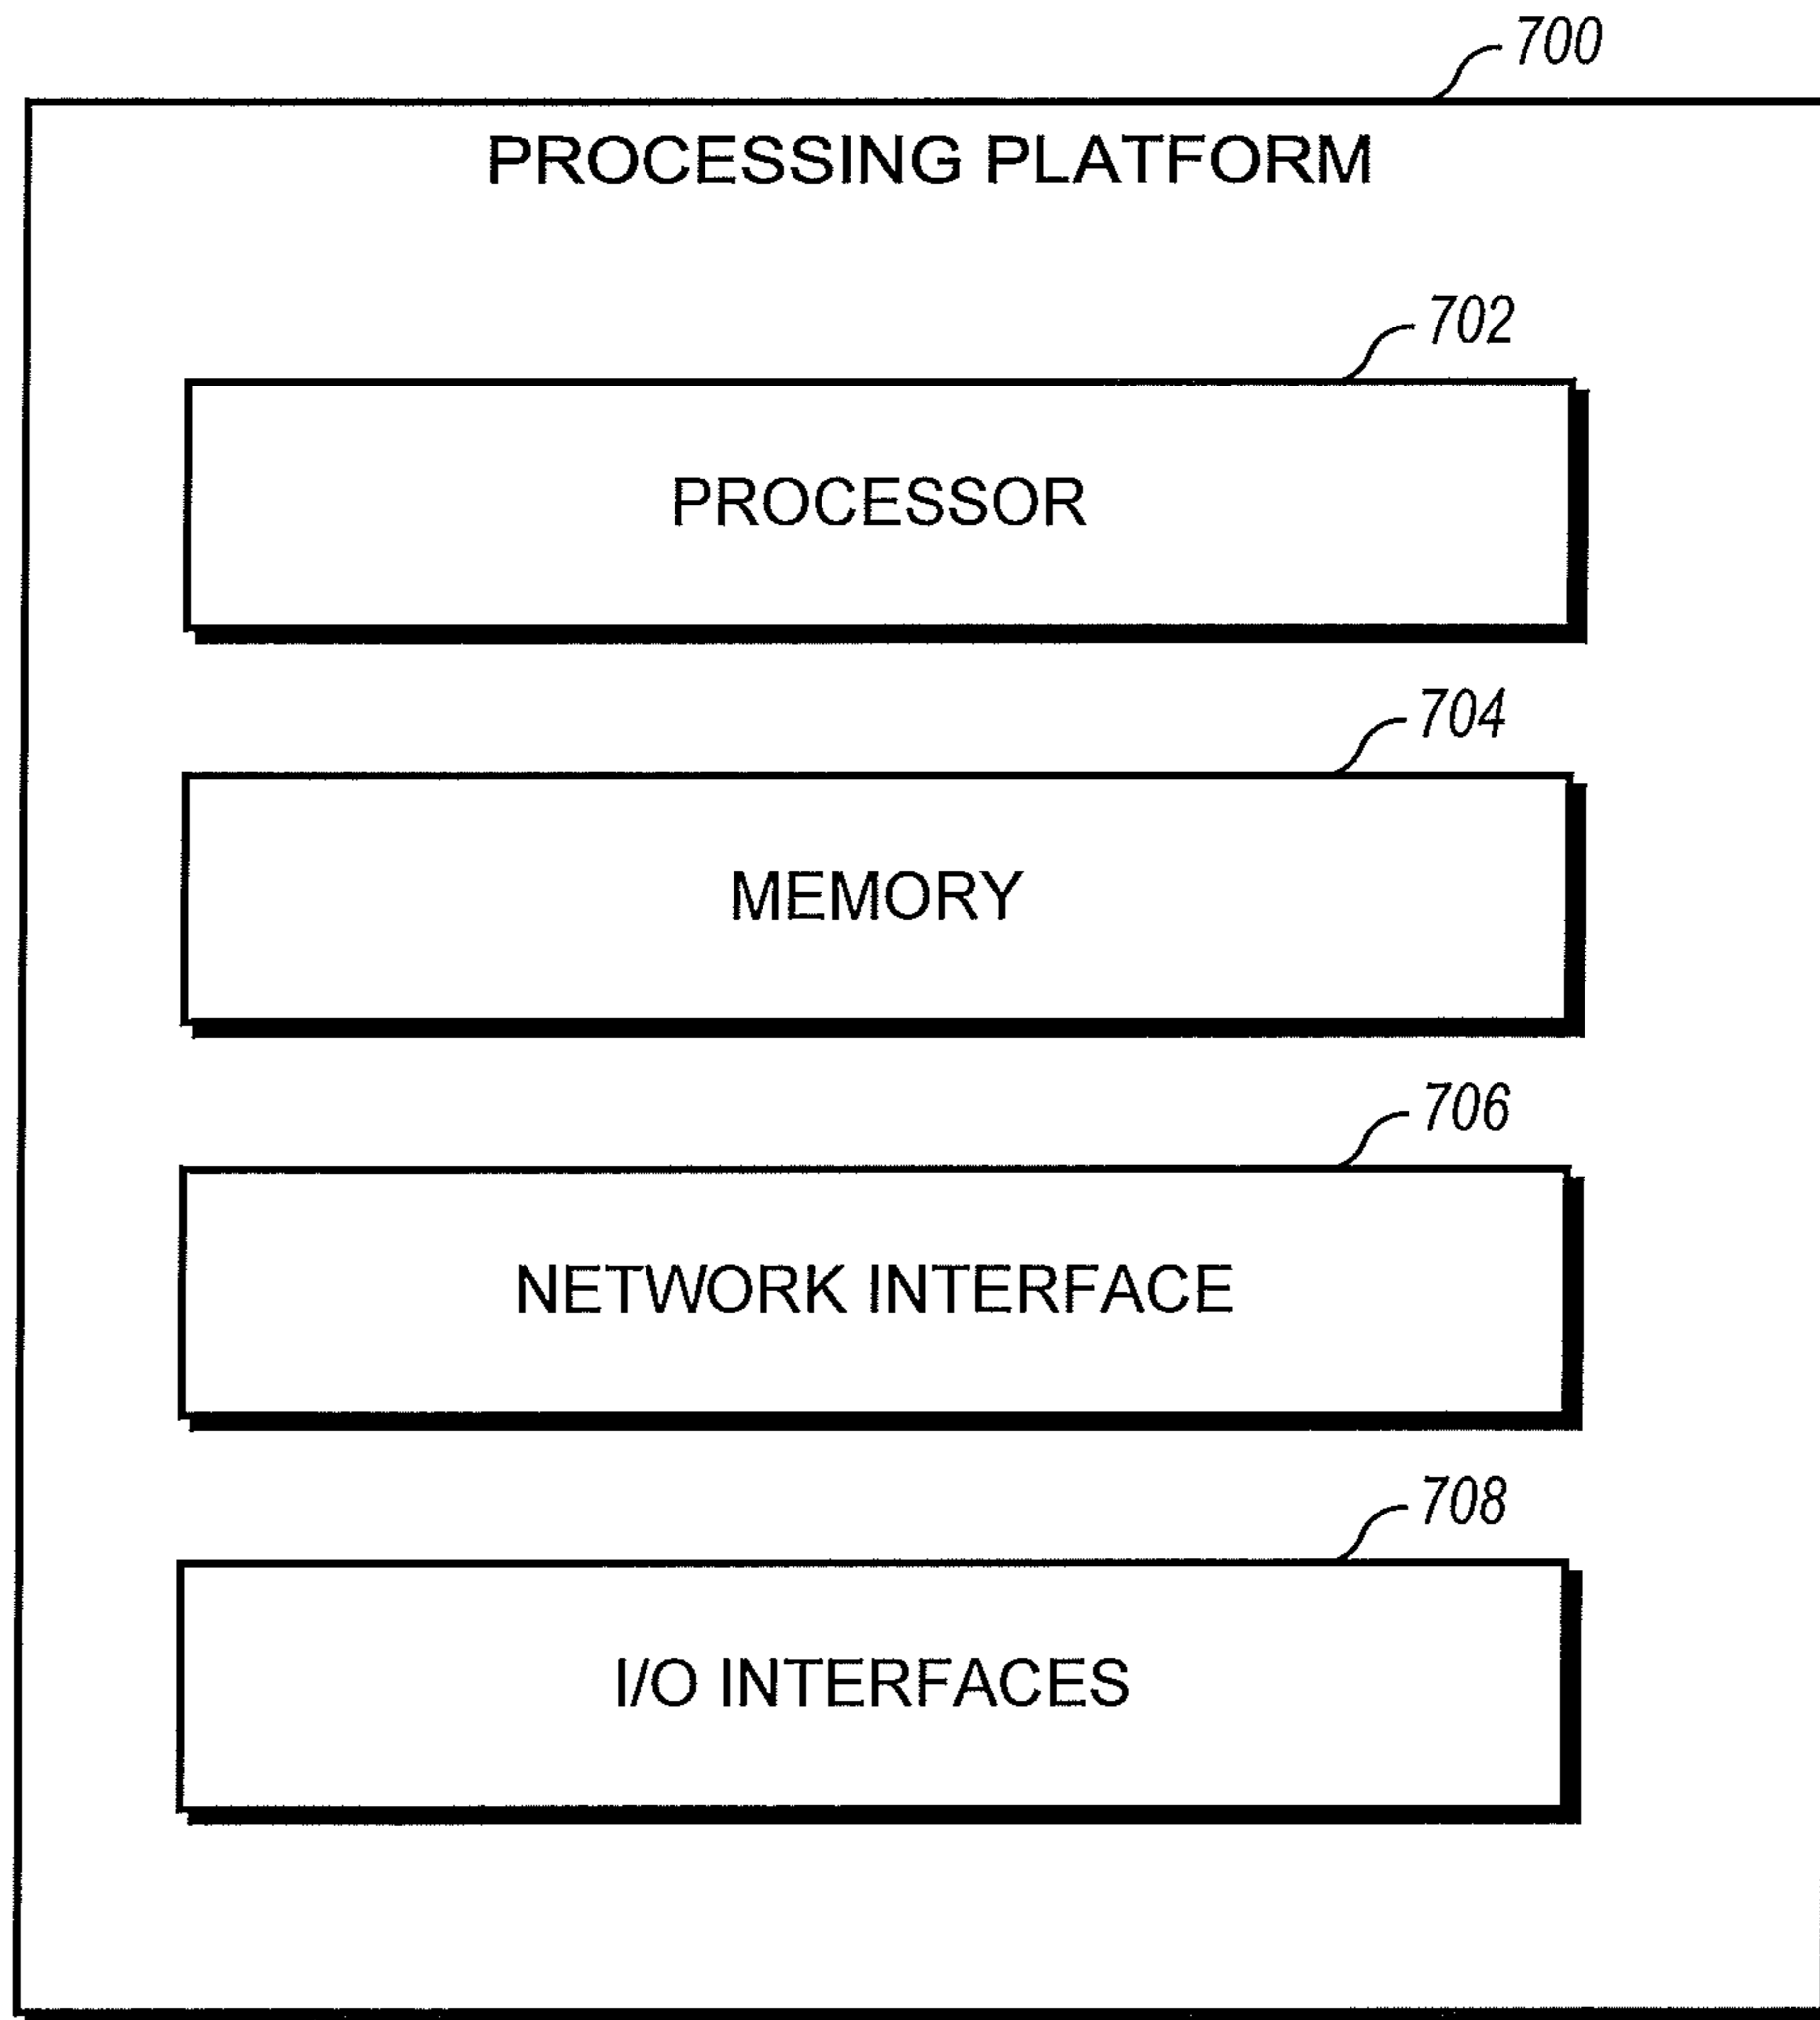 700
PROCESSING PLATFORM
702
PROCESSOR
704
MEMORY
706
NETWORK INTERFACE
708
I/O INTERFACES